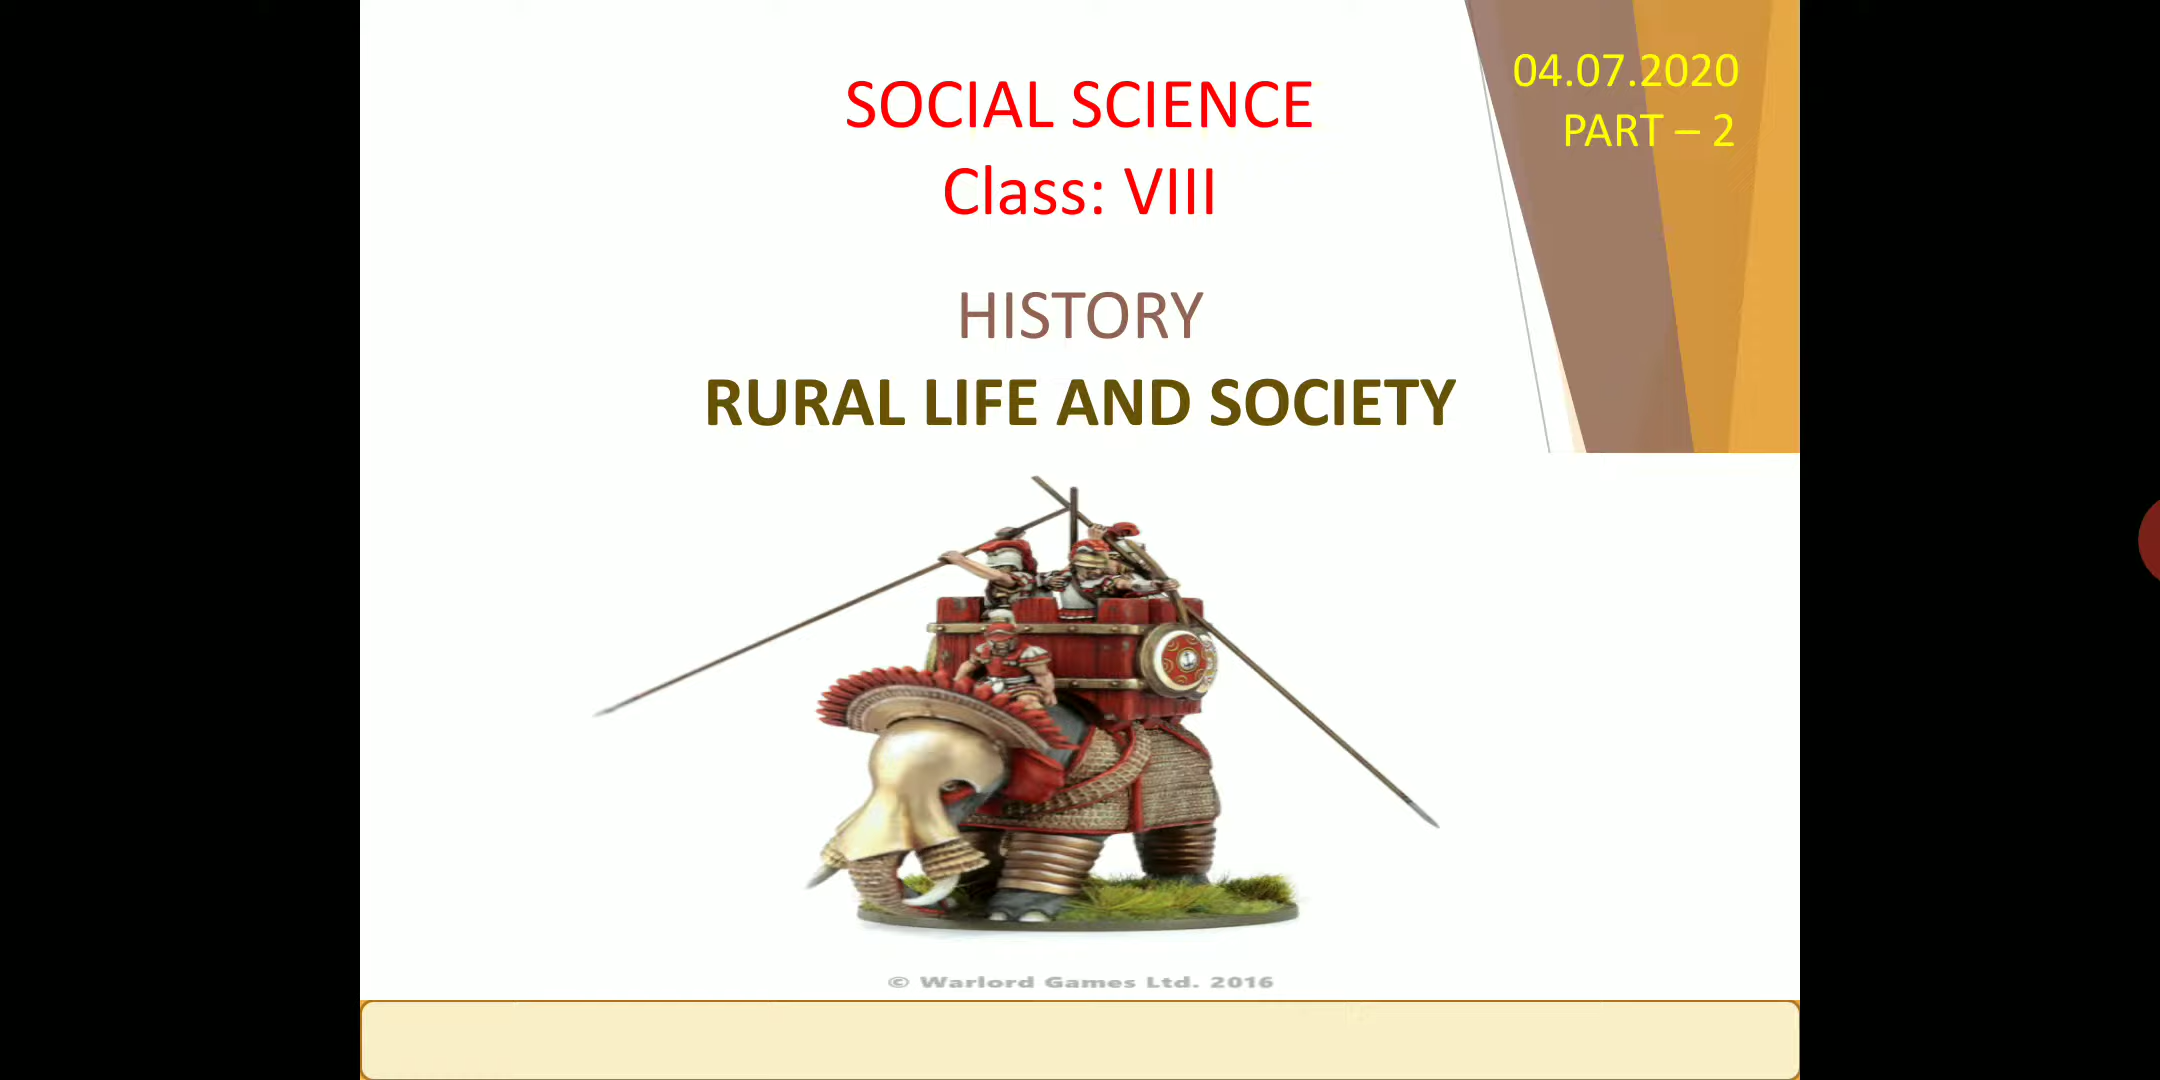 04.07.2020
PART – 2
SOCIAL SCIENCE
Class: VIII
HISTORY
RURAL LIFE AND SOCIETY
© Warlord Games Ltd. 2016